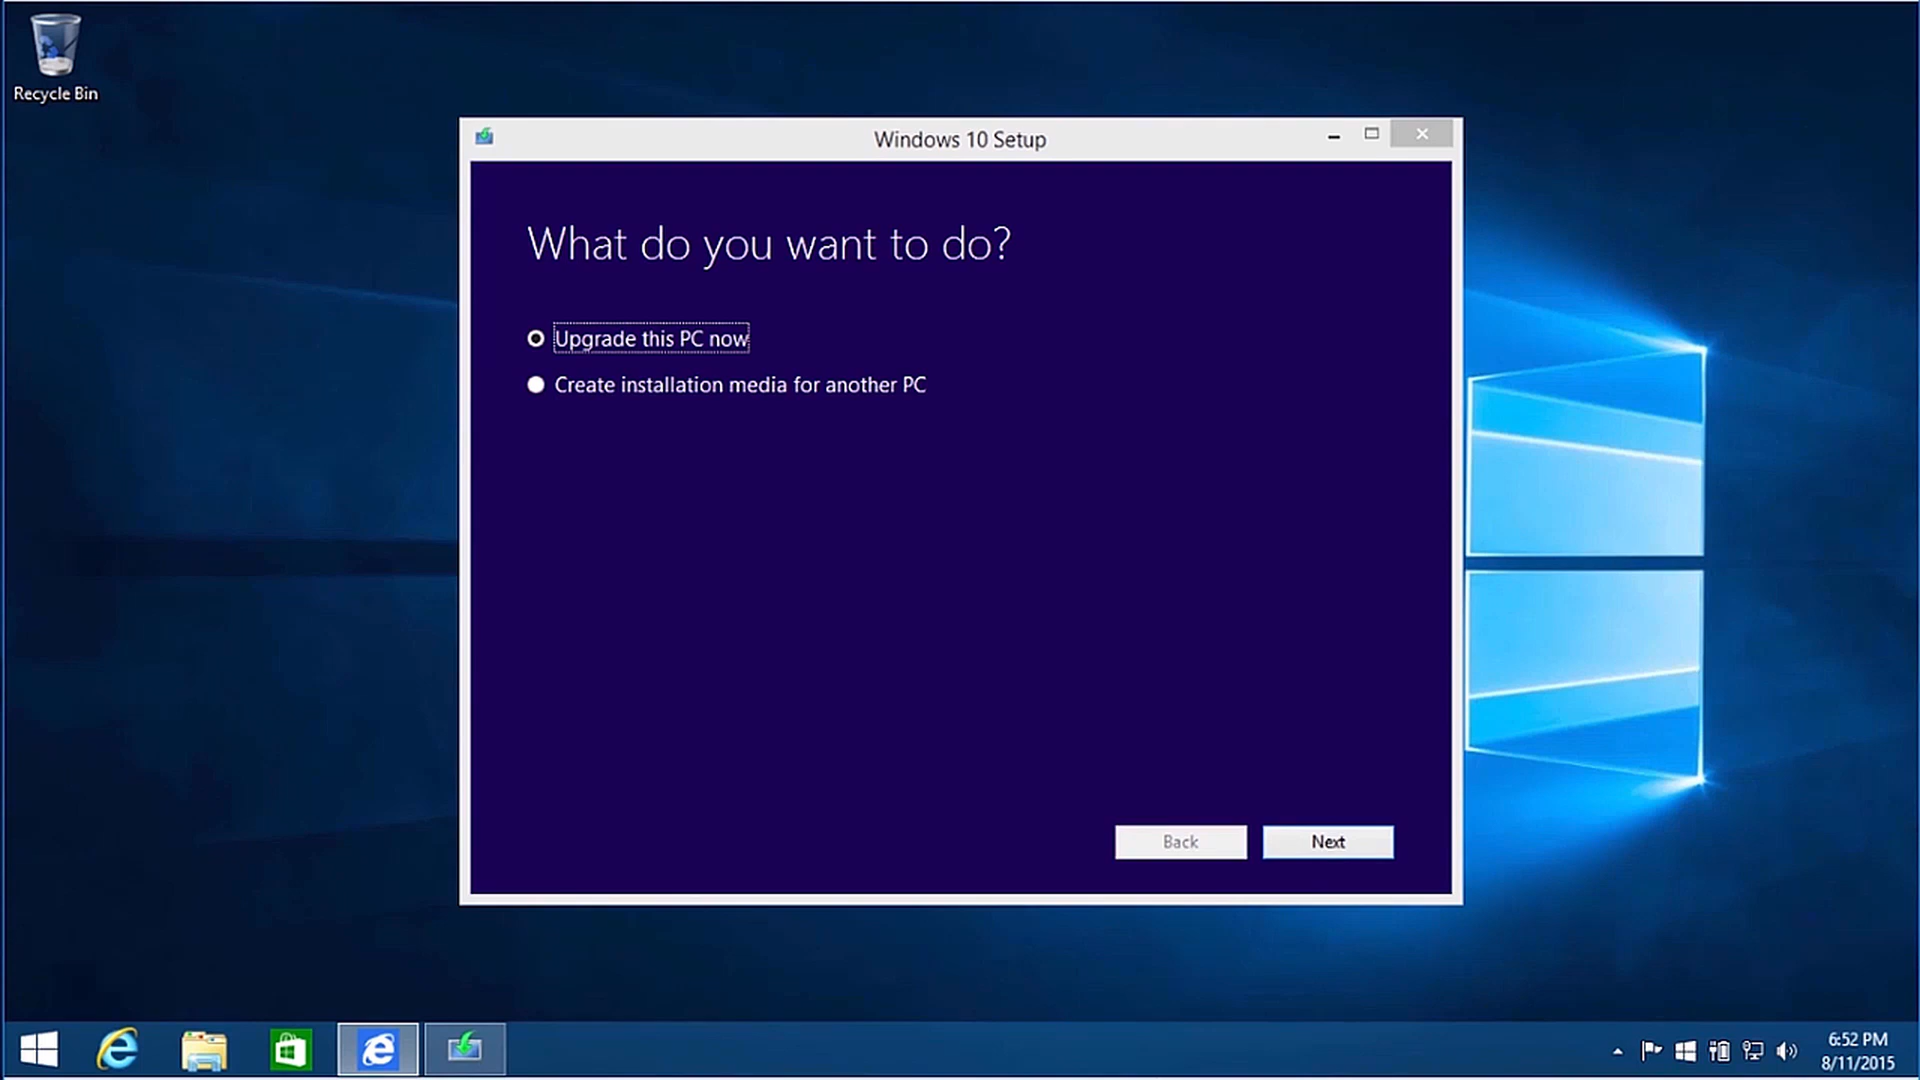 Recycle Bin
Windows 10 Setup
What do you want to do?
Upgrade this PC now
Create installation media for another PC
Back
Next
6:52 PM
8/11/2015